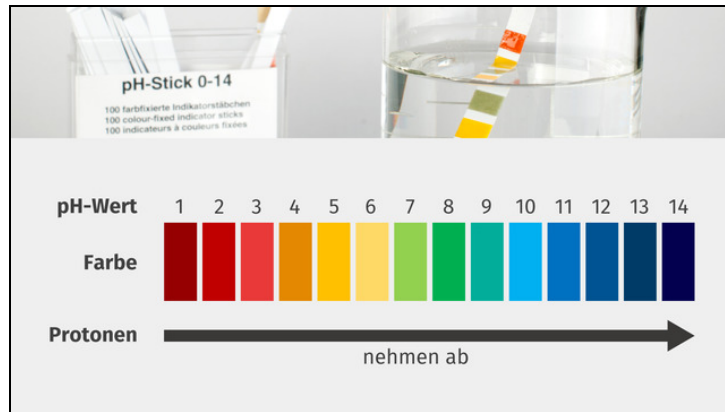 pH-Stick 0-14
100 farbfixierte Indikatorstäbchen
100 colour-fixed indicator sticks
100 indicateurs à couleurs fixées
pH-Wert 1 2 3 4 5 6 7 8 9 10 11 12 13 14
Farbe
Protonen
nehmen ab